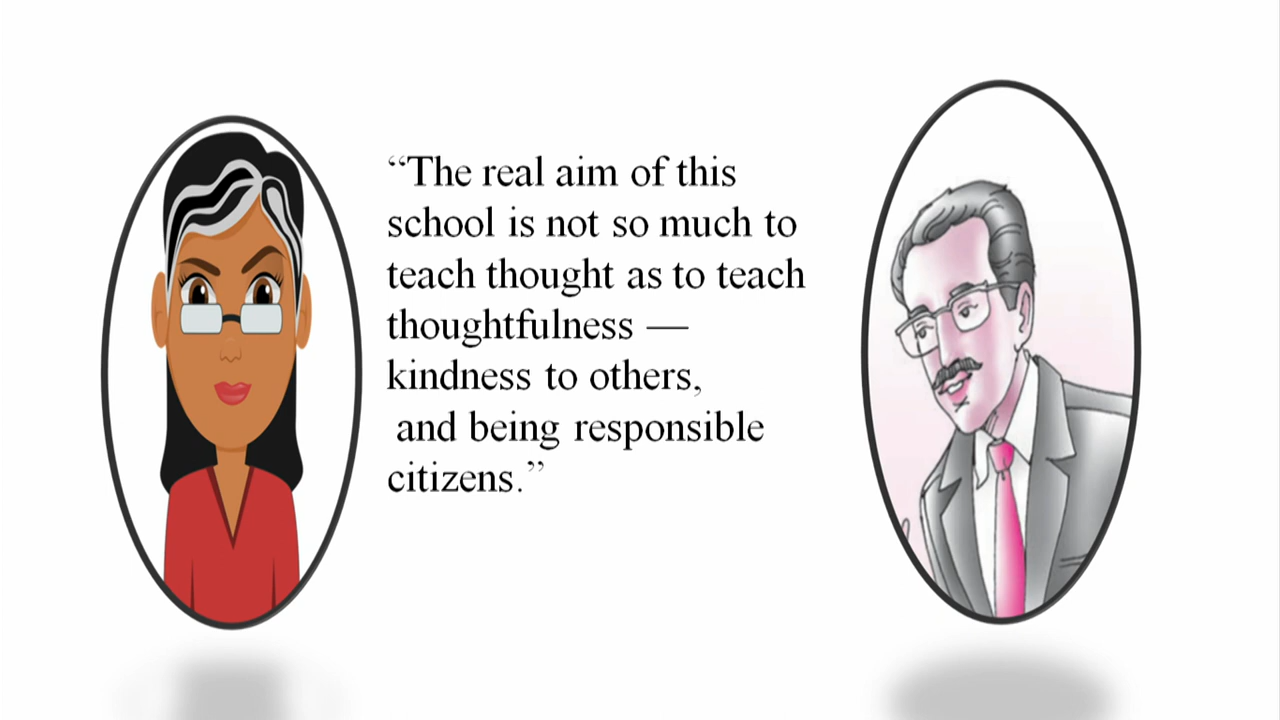 “The real aim of this
school is not so much to
teach thought as to teach
thoughtfulness —
kindness to others,
and being responsible
citizens.”